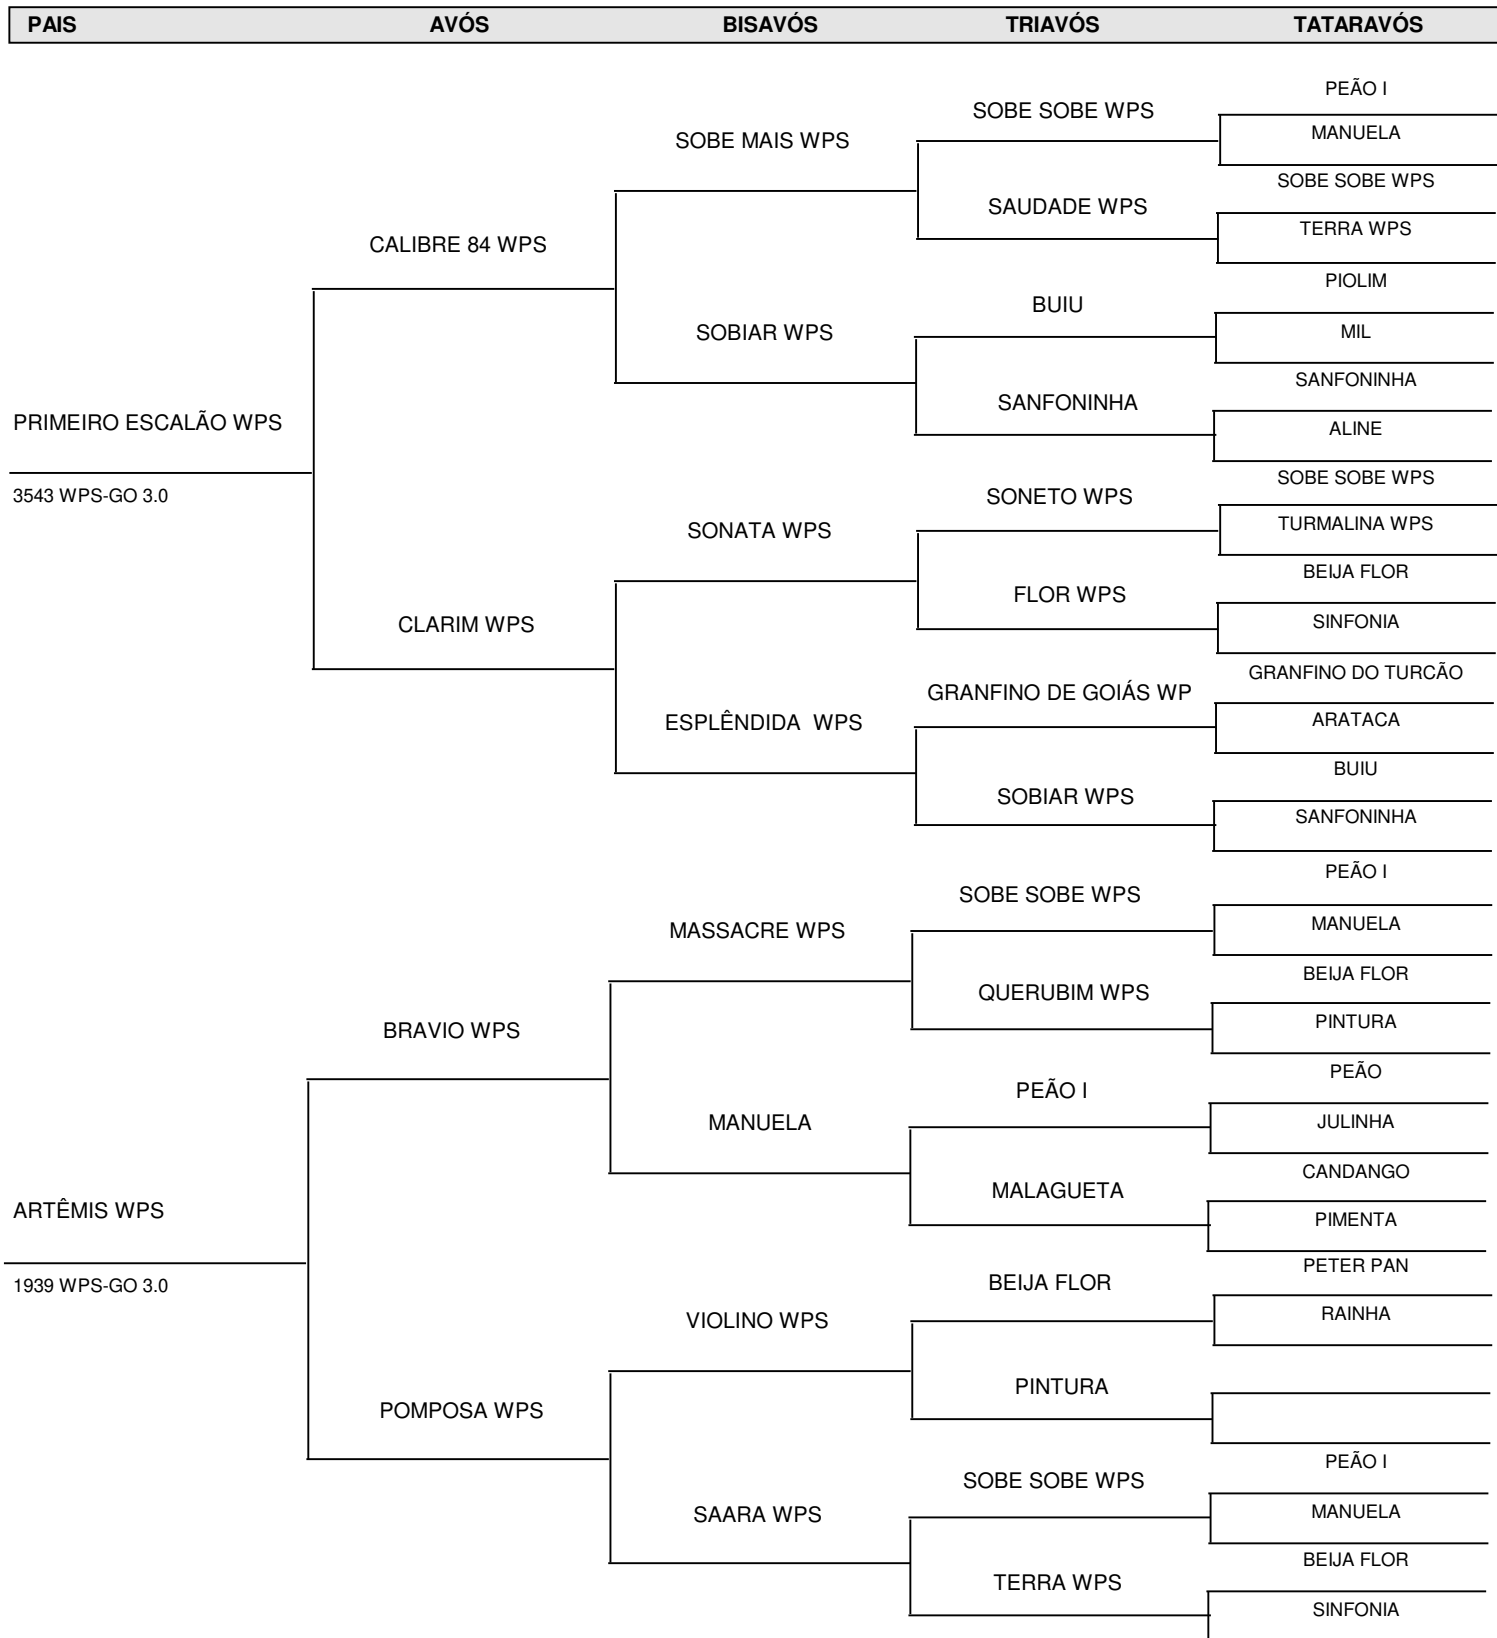 PAIS AVÓS BISAVÓS TRIAVÓS TATARAVÓS
PEÃO I
SOBE SOBE WPS
MANUELA
SOBE MAIS WPS
SOBE SOBE WPS
SAUDADE WPS
TERRA WPS
CALIBRE 84 WPS
PIOLIM
BUIU
MIL
SOBIAR WPS
SANFONINHA
SANFONINHA
ALINE
PRIMEIRO ESCALÃO WPS
3543 WPS-GO 3.0
SOBE SOBE WPS
SONETO WPS
TURMALINA WPS
SONATA WPS
BEIJA FLOR
FLOR WPS
SINFONIA
CLARIM WPS
GRANFINO DO TURCÃO
GRANFINO DE GOIÁS WP
ARATACA
ESPLÊNDIDA WPS
BUIU
SOBIAR WPS
SANFONINHA
PEÃO I
SOBE SOBE WPS
MANUELA
MASSACRE WPS
BEIJA FLOR
QUERUBIM WPS
PINTURA
BRAVIO WPS
PEÃO
PEÃO I
JULINHA
MANUELA
CANDANGO
MALAGUETA
PIMENTA
ARTÊMIS WPS
1939 WPS-GO 3.0
PETER PAN
BEIJA FLOR
RAINHA
VIOLINO WPS
PINTURA
POMPOSA WPS
PEÃO I
SOBE SOBE WPS
MANUELA
SAARA WPS
BEIJA FLOR
TERRA WPS
SINFONIA